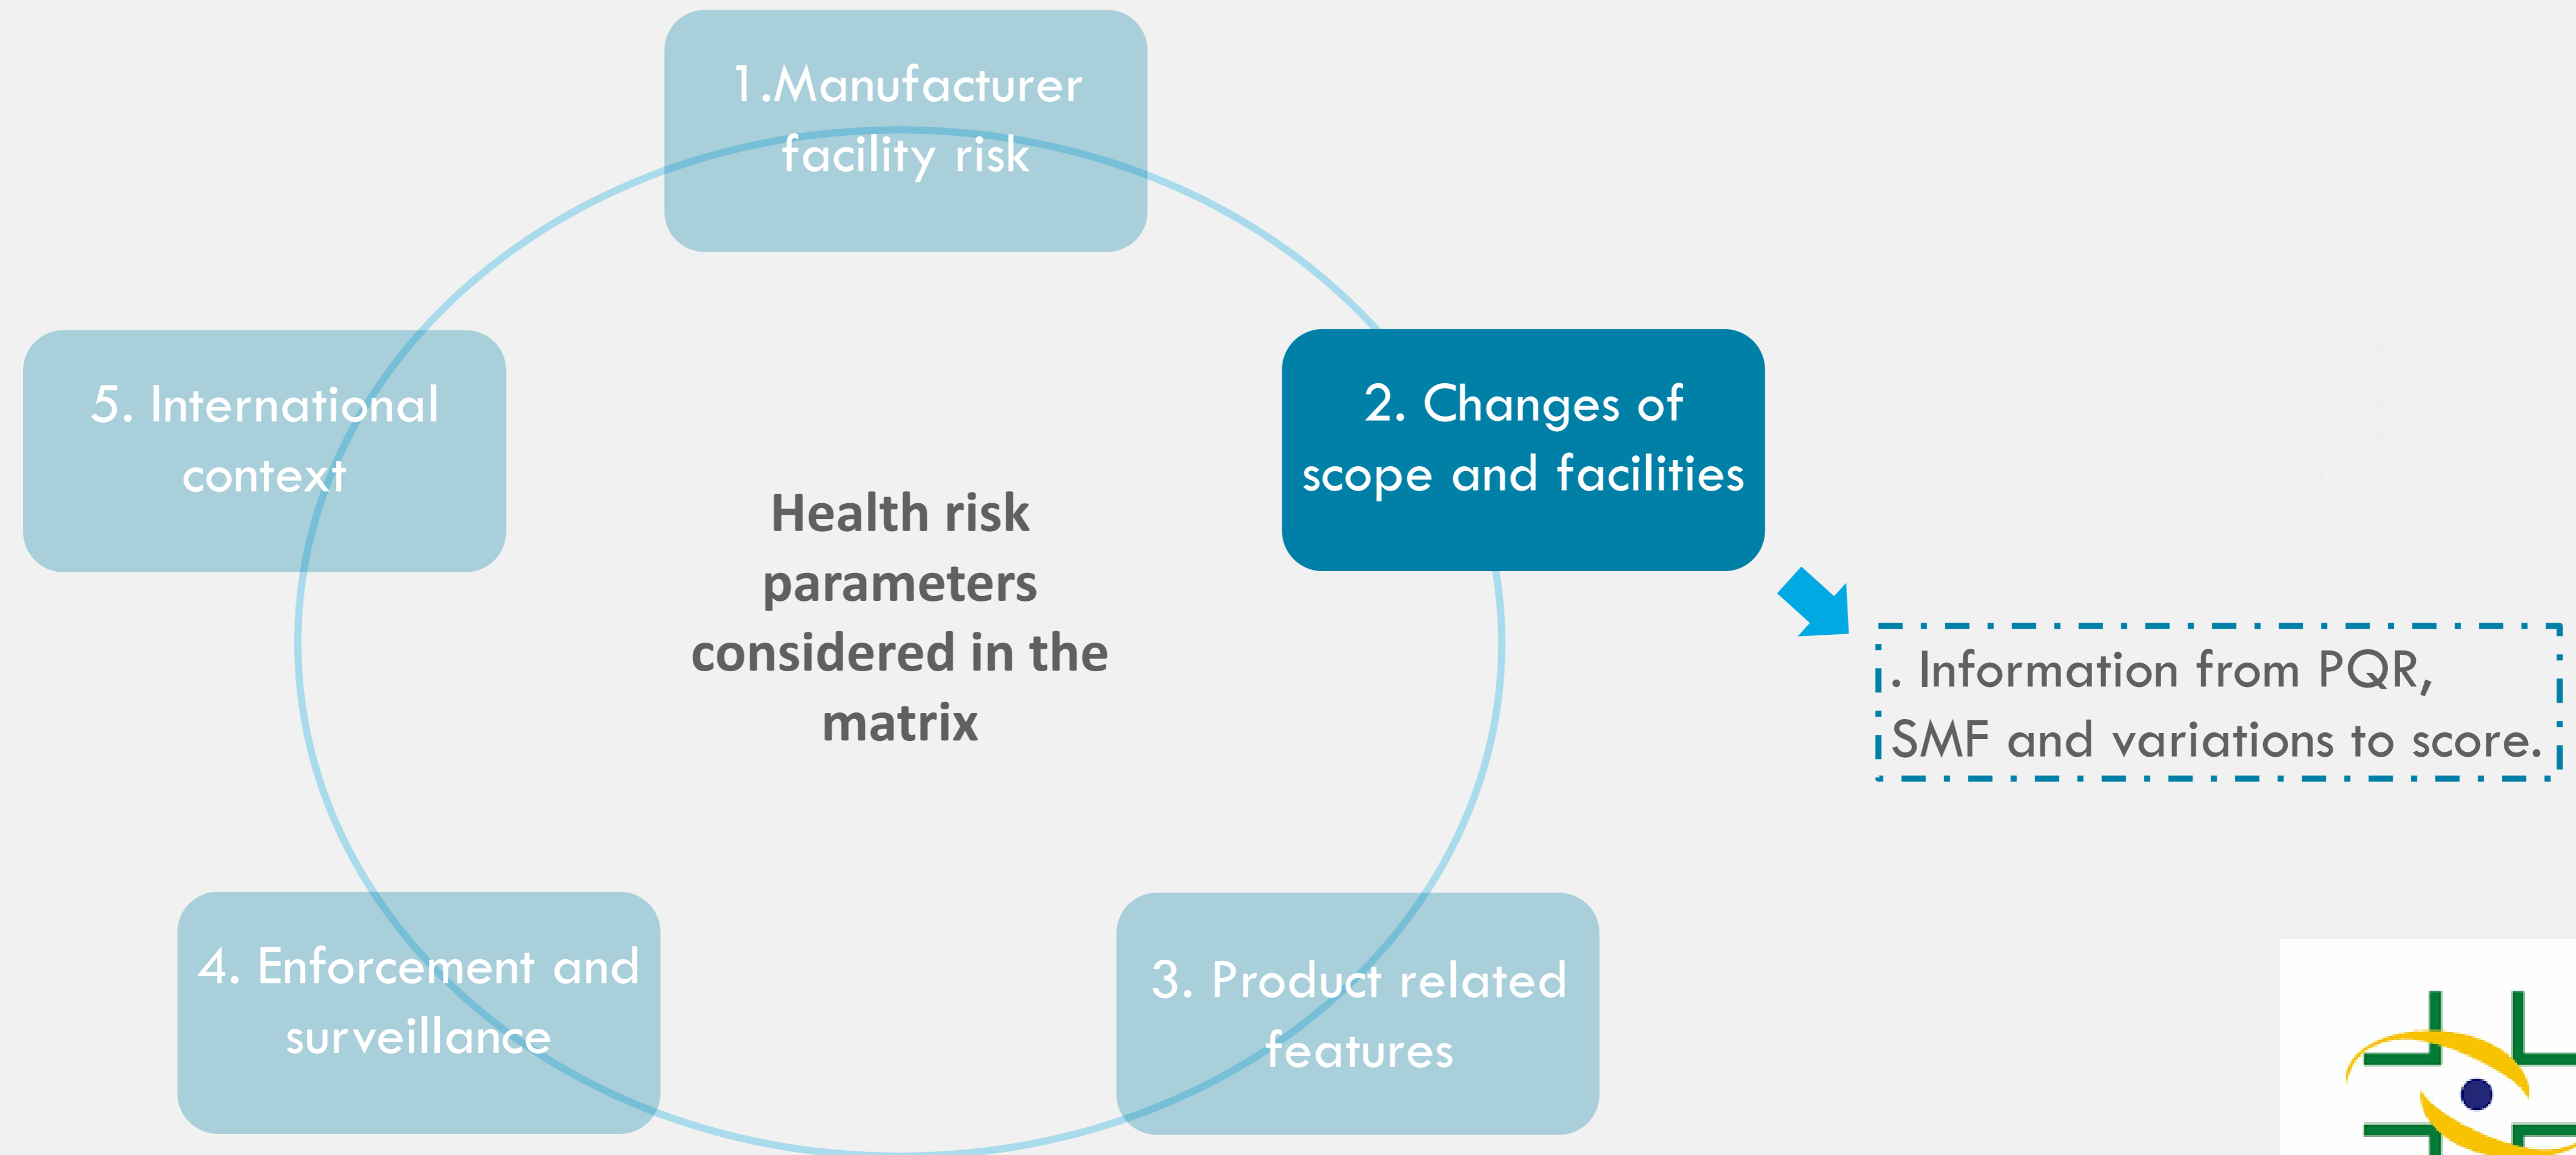 1.Manufacturer
facility risk
2. Changes of
scope and facilities
5. International
context
Health risk
parameters
considered in the
matrix
. Information from PQR,
SMF and variations to score.
3. Product related
features
4. Enforcement and
surveillance